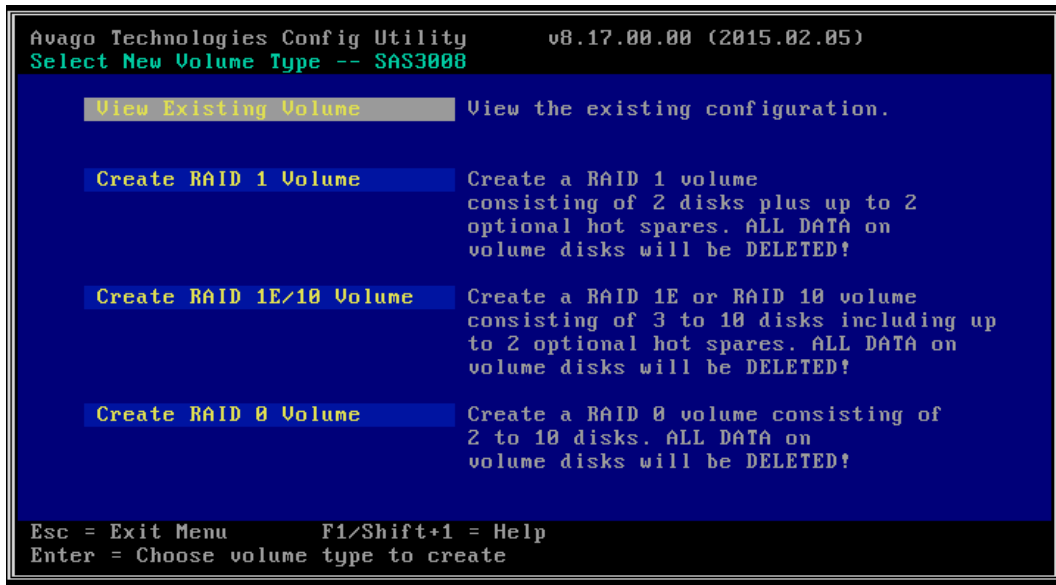 Avago Technologies Config Utility v8.17.00.00 (2015.02.05)
Select New Volume Type -- SAS3008
View Existing Volume View the existing configuration.
Create RAID 1 Volume Create a RAID 1 volume
consisting of 2 disks plus up to 2
optional hot spares. ALL DATA on
volume disks will be DELETED!
Create RAID 1E/10 Volume Create a RAID 1E or RAID 10 volume
consisting of 3 to 10 disks including up
to 2 optional hot spares. ALL DATA on
volume disks will be DELETED!
Create RAID 0 Volume Create a RAID 0 volume consisting of
2 to 10 disks. ALL DATA on
volume disks will be DELETED!
Esc = Exit Menu F1/Shift+1 = Help
Enter = Choose volume type to create